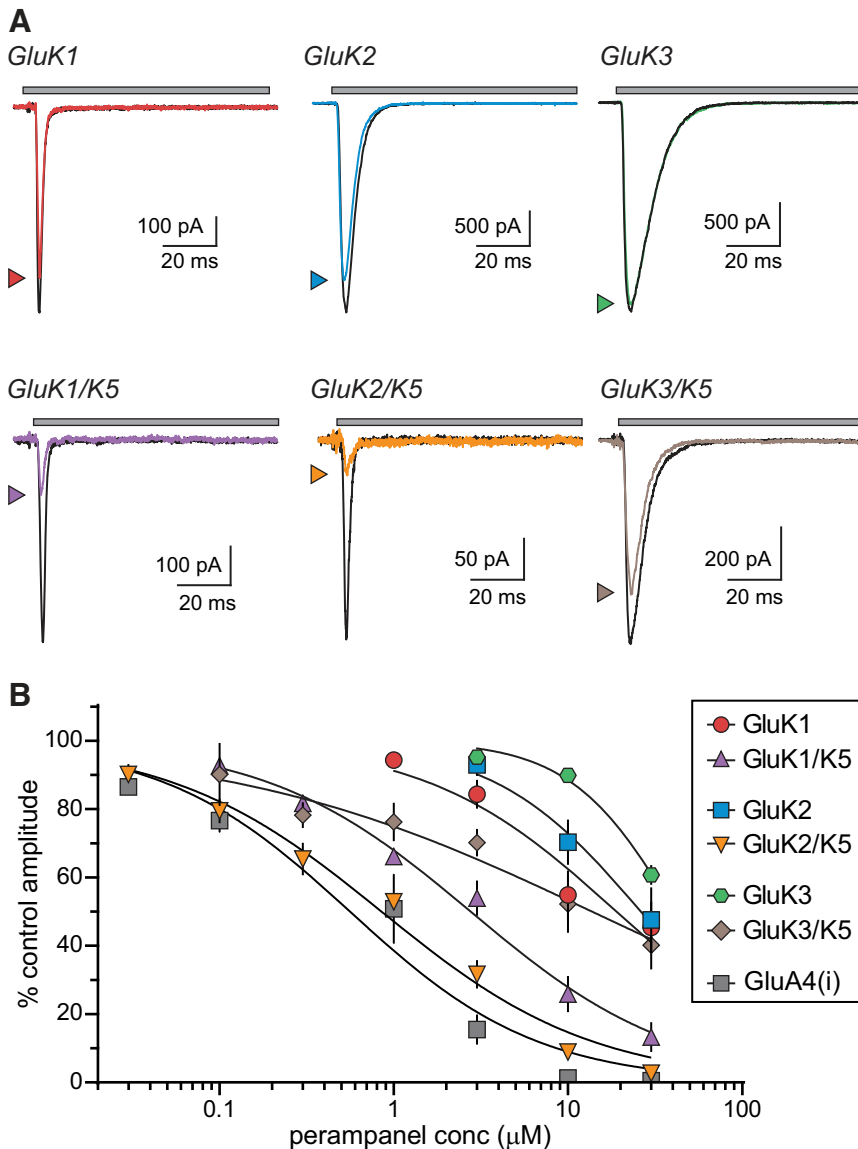 A
GluK1
GluK2
GluK3
100 pA
20 ms
500 pA
20 ms
500 pA
20 ms
GluK1/K5
GluK2/K5
GluK3/K5
100 pA
20 ms
50 pA
20 ms
200 pA
20 ms
B
% control amplitude
100
80
60
40
20
0
0.1
1
10
100
perampanel conc (μM)
GluK1
GluK1/K5
GluK2
GluK2/K5
GluK3
GluK3/K5
GluA4(i)